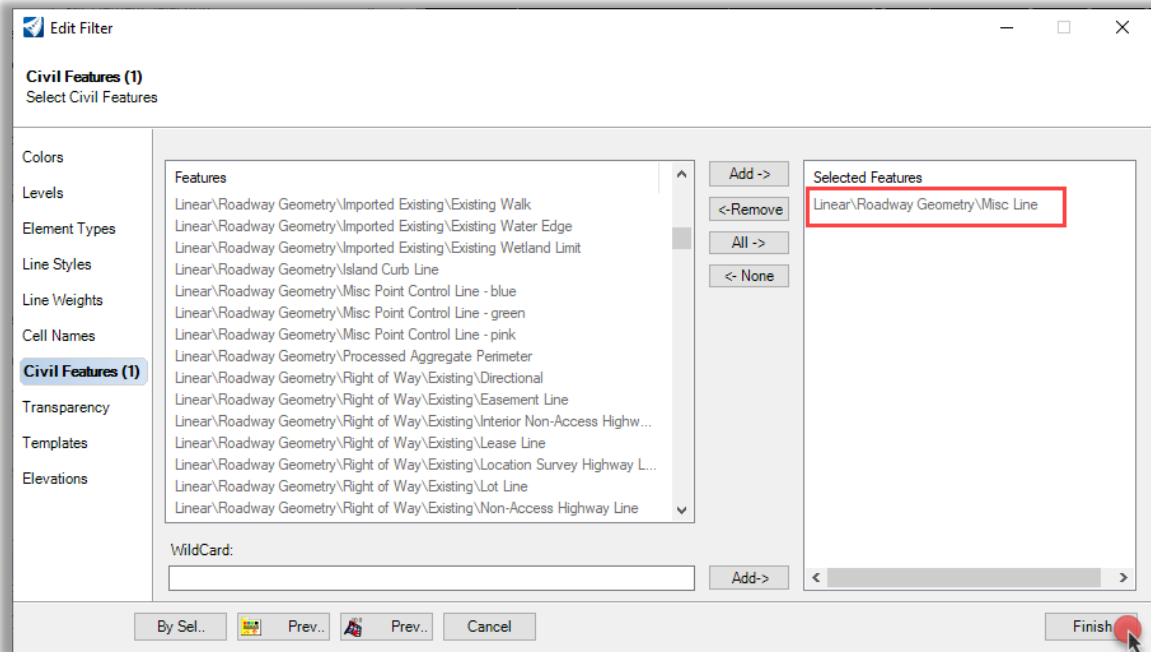 Edit Filter
Civil Features (1)
Select Civil Features
Colors
Levels
Element Types
Line Styles
Line Weights
Cell Names
Civil Features (1)
Transparency
Templates
Elevations
Features
Linear\Roadway Geometry\Imported Existing\Existing Walk
Linear\Roadway Geometry\Imported Existing\Existing Water Edge
Linear\Roadway Geometry\Imported Existing\Existing Wetland Limit
Linear\Roadway Geometry\Island Curb Line
Linear\Roadway Geometry\Misc Point Control Line - blue
Linear\Roadway Geometry\Misc Point Control Line - green
Linear\Roadway Geometry\Misc Point Control Line - pink
Linear\Roadway Geometry\Processed Aggregate Perimeter
Linear\Roadway Geometry\Right of Way\Existing\Directional
Linear\Roadway Geometry\Right of Way\Existing\Easement Line
Linear\Roadway Geometry\Right of Way\Existing\Interior Non-Access Highw...
Linear\Roadway Geometry\Right of Way\Existing\Lease Line
Linear\Roadway Geometry\Right of Way\Existing\Location Survey Highway L...
Linear\Roadway Geometry\Right of Way\Existing\Lot Line
Linear\Roadway Geometry\Right of Way\Existing\Non-Access Highway Line
WildCard:
Add ->
<-Remove
All ->
<- None
Add->
Selected Features
Linear\Roadway Geometry\Misc Line
By Sel..
Prev..
Prev..
Cancel
Finish